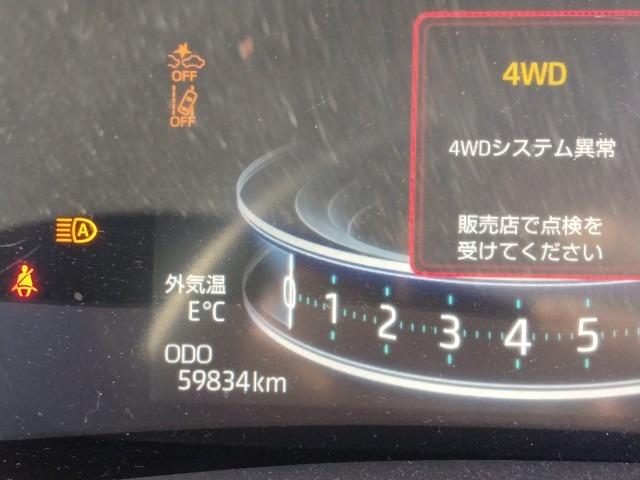 OFF
OFF
4WD
4WDシステム異常
販売店で点検を
受けてください
A
外気温
E°C
ODO
59834km
0 1 2 3 4 5